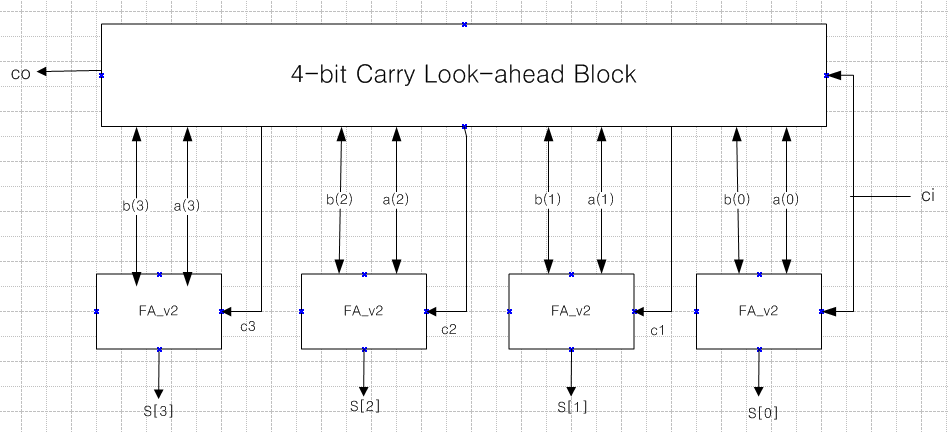 4-bit Carry Look-ahead Block
co
ci
b(3) a(3) b(2) a(2) b(1) a(1) b(0) a(0)
FA_v2 FA_v2 FA_v2 FA_v2
c3 c2 c1
S[3] S[2] S[1] S[0]